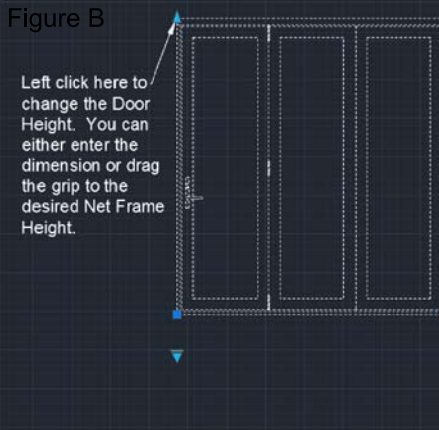 Figure B
Left click here to
change the Door
Height. You can
either enter the
dimension or drag
the grip to the
desired Net Frame
Height.